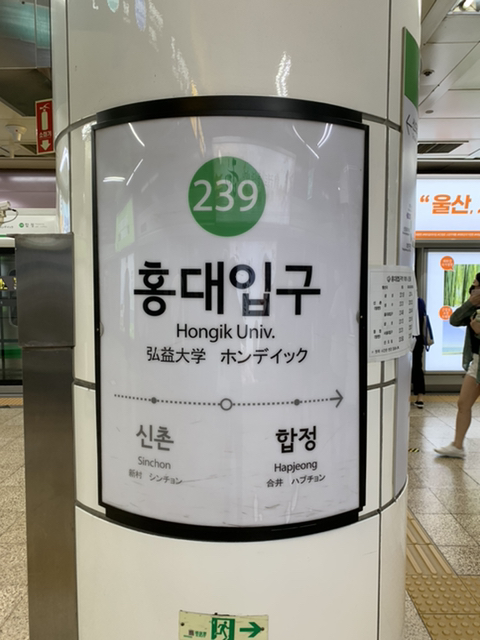 239
홍대입구
Hongik Univ.
弘益大学 ホンデイック
신촌
Sinchon
新村 シンチョン
합정
Hapjeong
合井 ハプチョン
“울산,